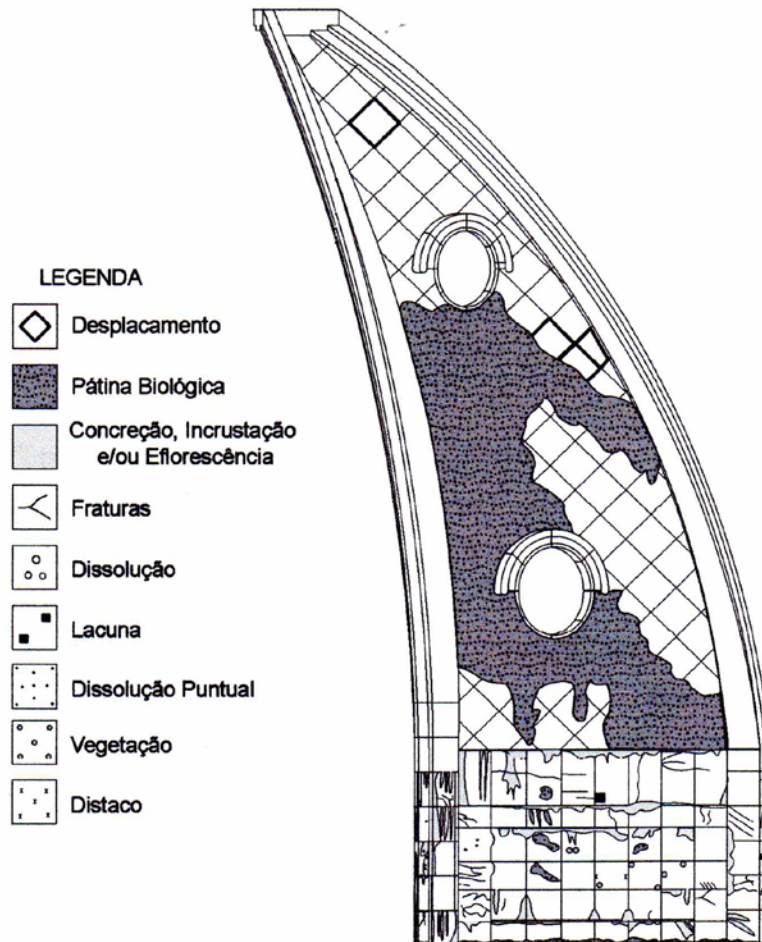 LEGENDA
Desplacamento
Pátina Biológica
Concreção, Incrustação
e/ou Eflorescência
Fraturas
Dissolução
Lacuna
Dissolução Puntual
Vegetação
Distaco